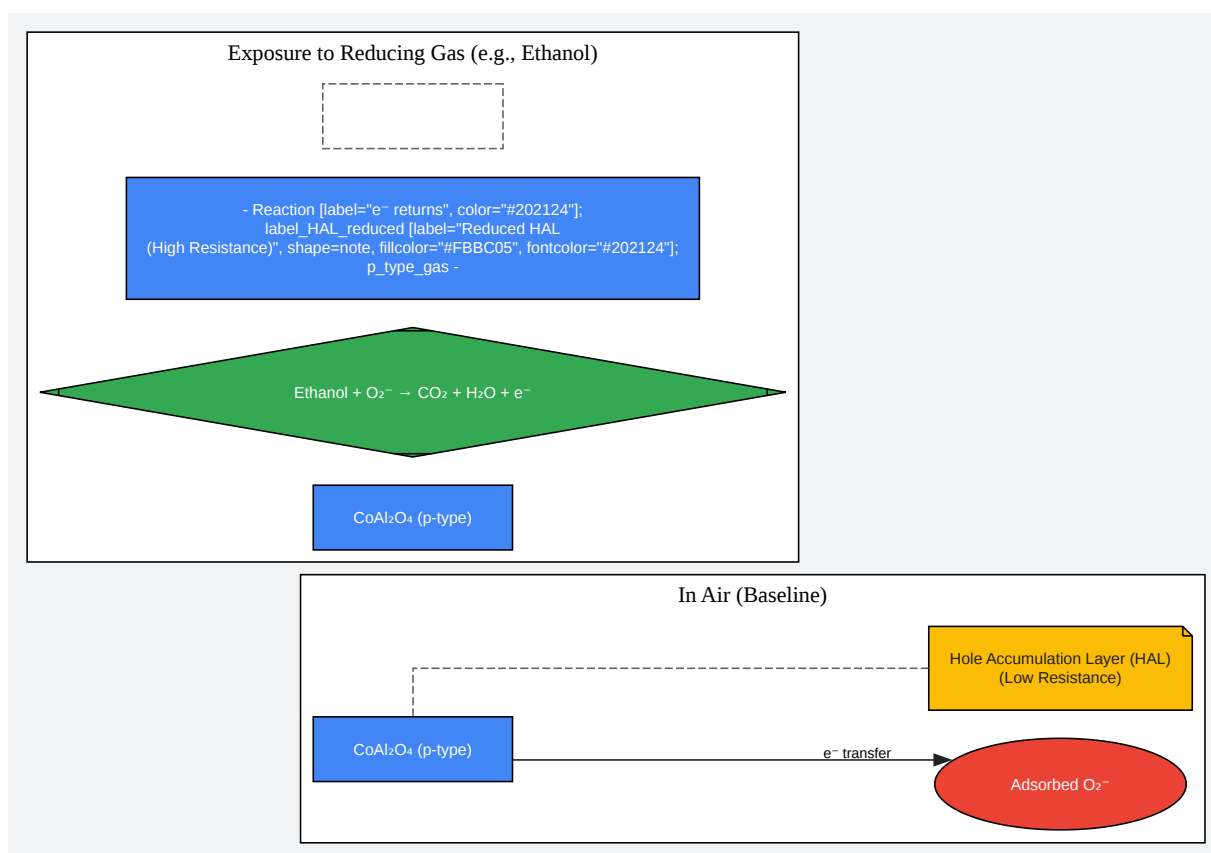 Exposure to Reducing Gas (e.g., Ethanol)
- Reaction [label="e⁻ returns", color="#202124"];
label_HAL_reduced [label="Reduced HAL
(High Resistance)", shape=note, fillcolor="#FBBC05", fontcolor="#202124"];
p_type_gas -
Ethanol + O₂⁻ → CO₂ + H₂O + e⁻
CoAl₂O₄ (p-type)
In Air (Baseline)
Hole Accumulation Layer (HAL)
(Low Resistance)
CoAl₂O₄ (p-type)
e⁻ transfer
Adsorbed O₂⁻